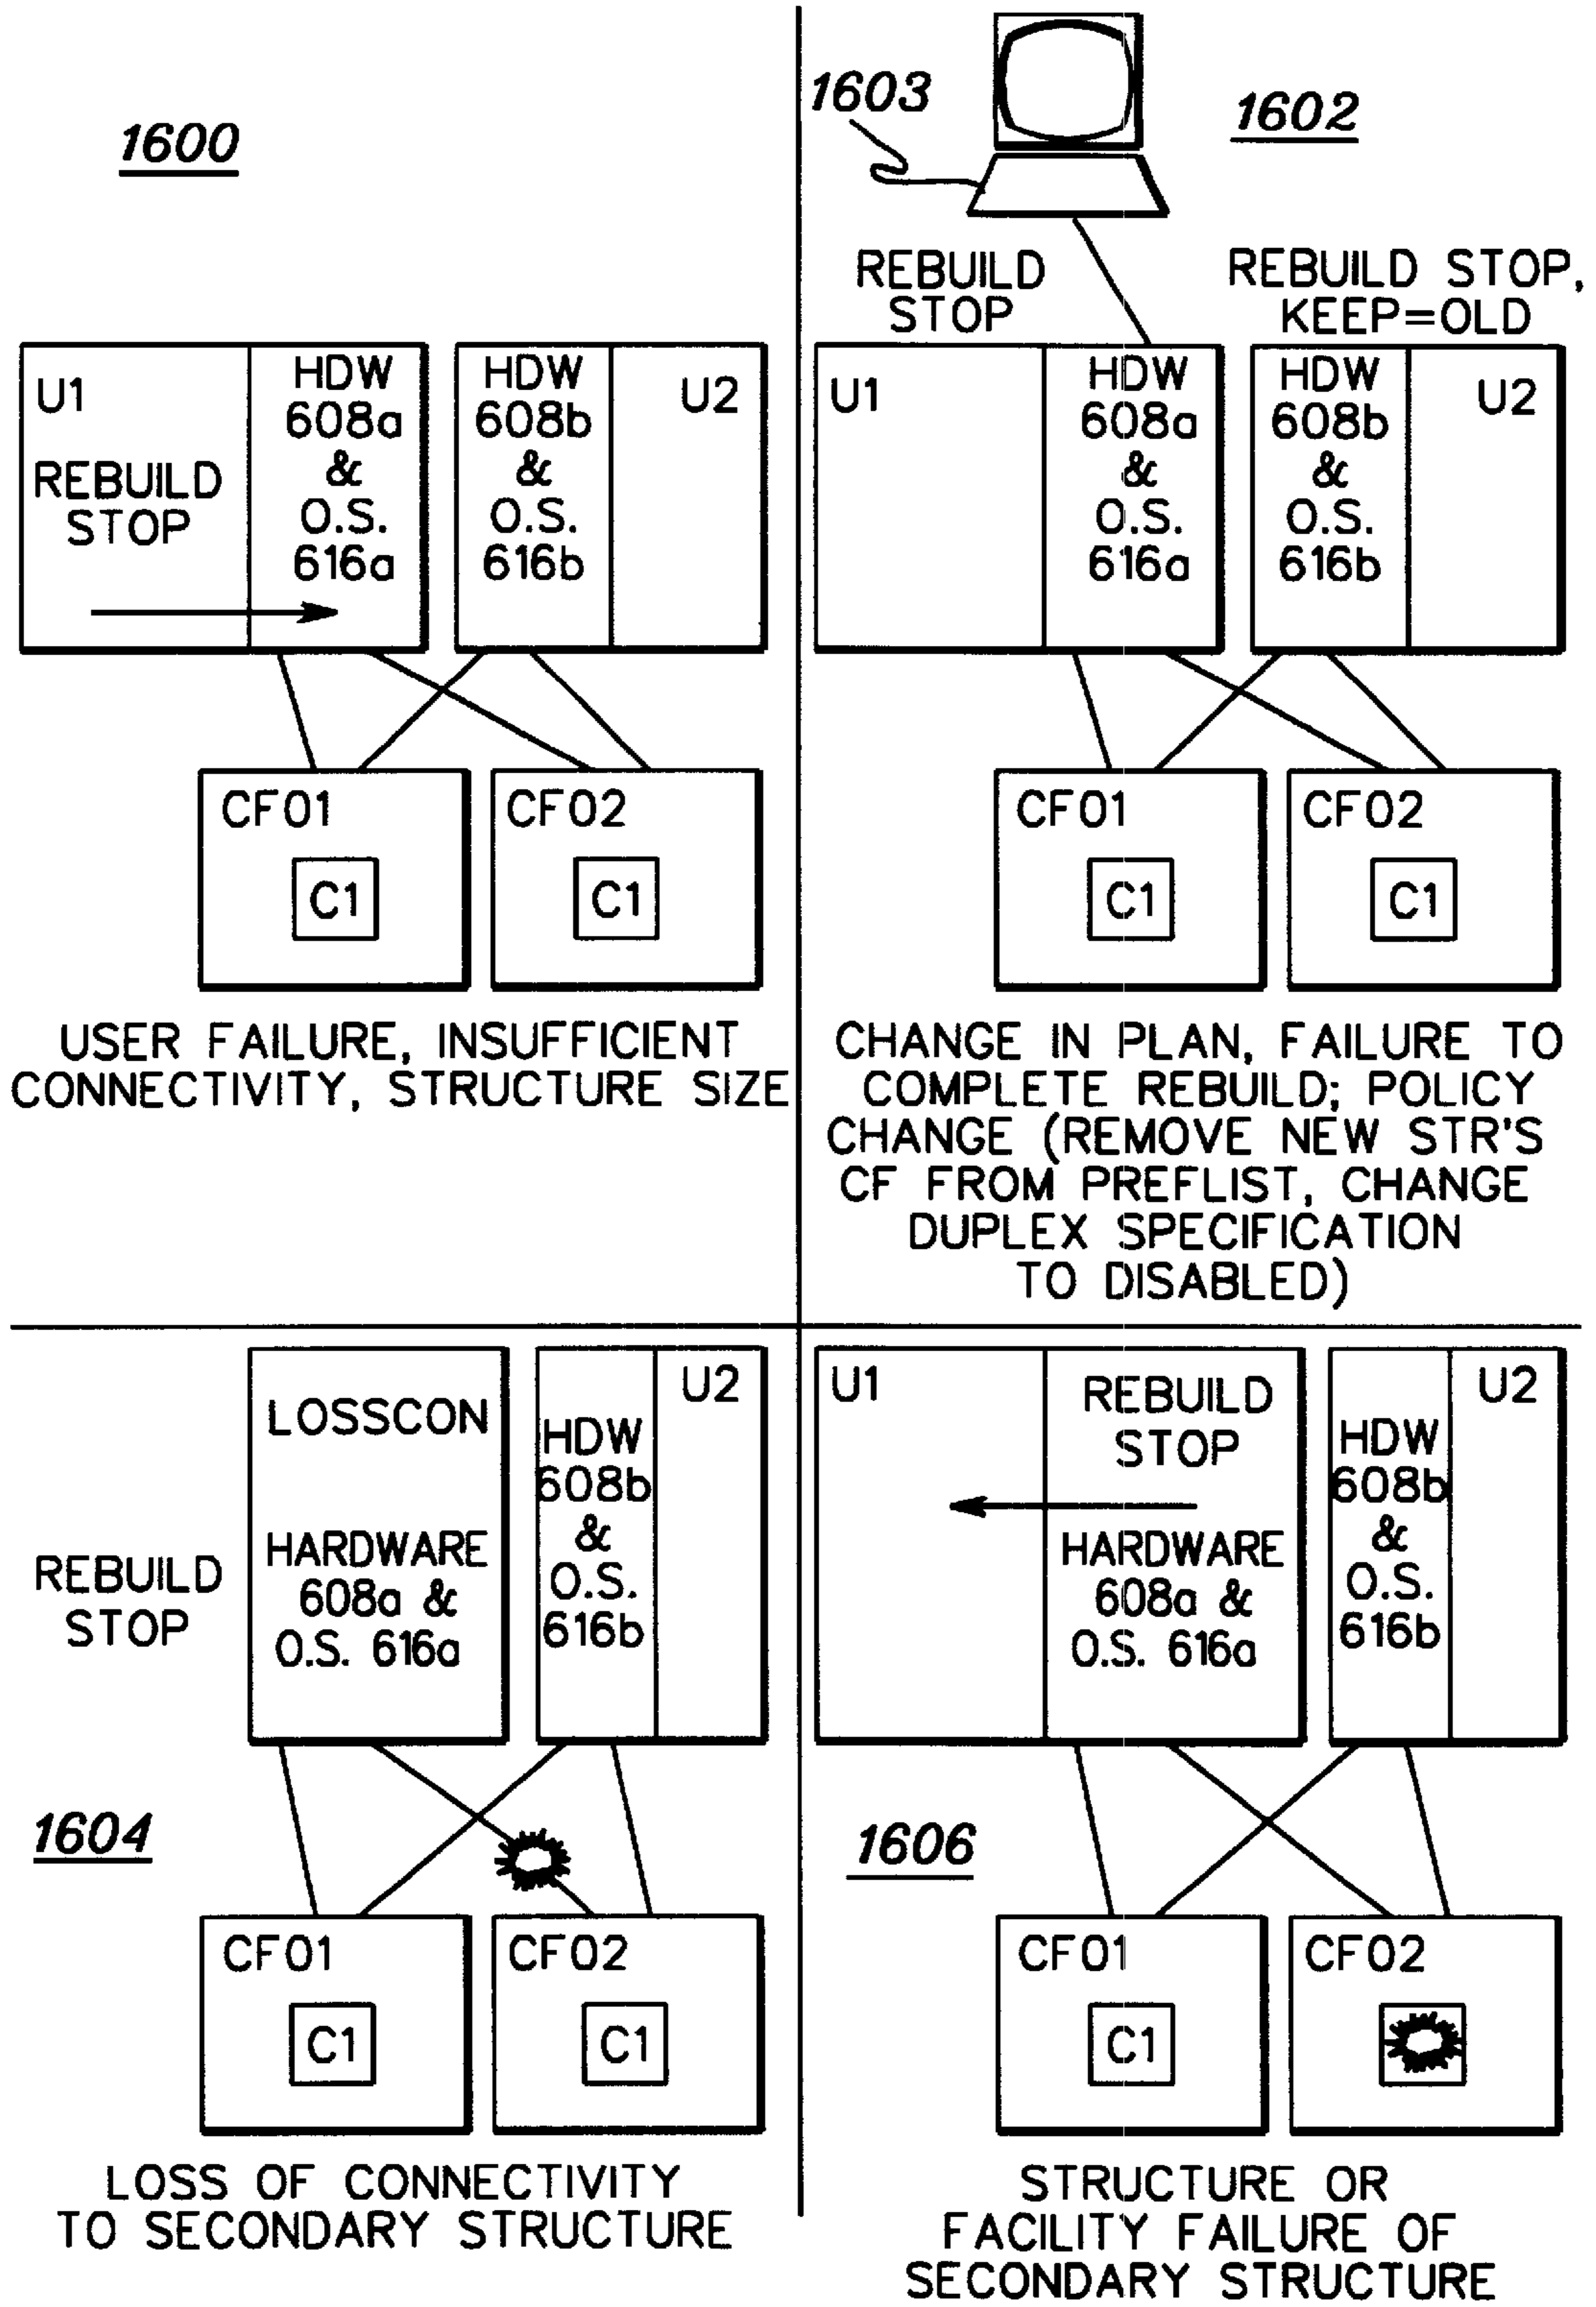 1600
U1
REBUILD
STOP
HDW
608a
&
O.S.
616a
HDW
608b
&
O.S.
616b
U2
CF01
C1
CF02
C1
USER FAILURE, INSUFFICIENT
CONNECTIVITY, STRUCTURE SIZE
1603
1602
REBUILD
STOP
REBUILD STOP,
KEEP=OLD
U1
HDW
608a
&
O.S.
616a
HDW
608b
&
O.S.
616b
U2
CF01
C1
CF02
C1
CHANGE IN PLAN, FAILURE TO
COMPLETE REBUILD; POLICY
CHANGE (REMOVE NEW STR'S
CF FROM PREFLIST, CHANGE
DUPLEX SPECIFICATION
TO DISABLED)
REBUILD
STOP
LOSSCON
HARDWARE
608a &
O.S. 616a
HDW
608b
&
O.S.
616b
U2
1604
CF01
C1
CF02
C1
LOSS OF CONNECTIVITY
TO SECONDARY STRUCTURE
U1
REBUILD
STOP
HARDWARE
608a &
O.S. 616a
HDW
608b
&
O.S.
616b
U2
1606
CF01
C1
CF02
STRUCTURE OR
FACILITY FAILURE OF
SECONDARY STRUCTURE